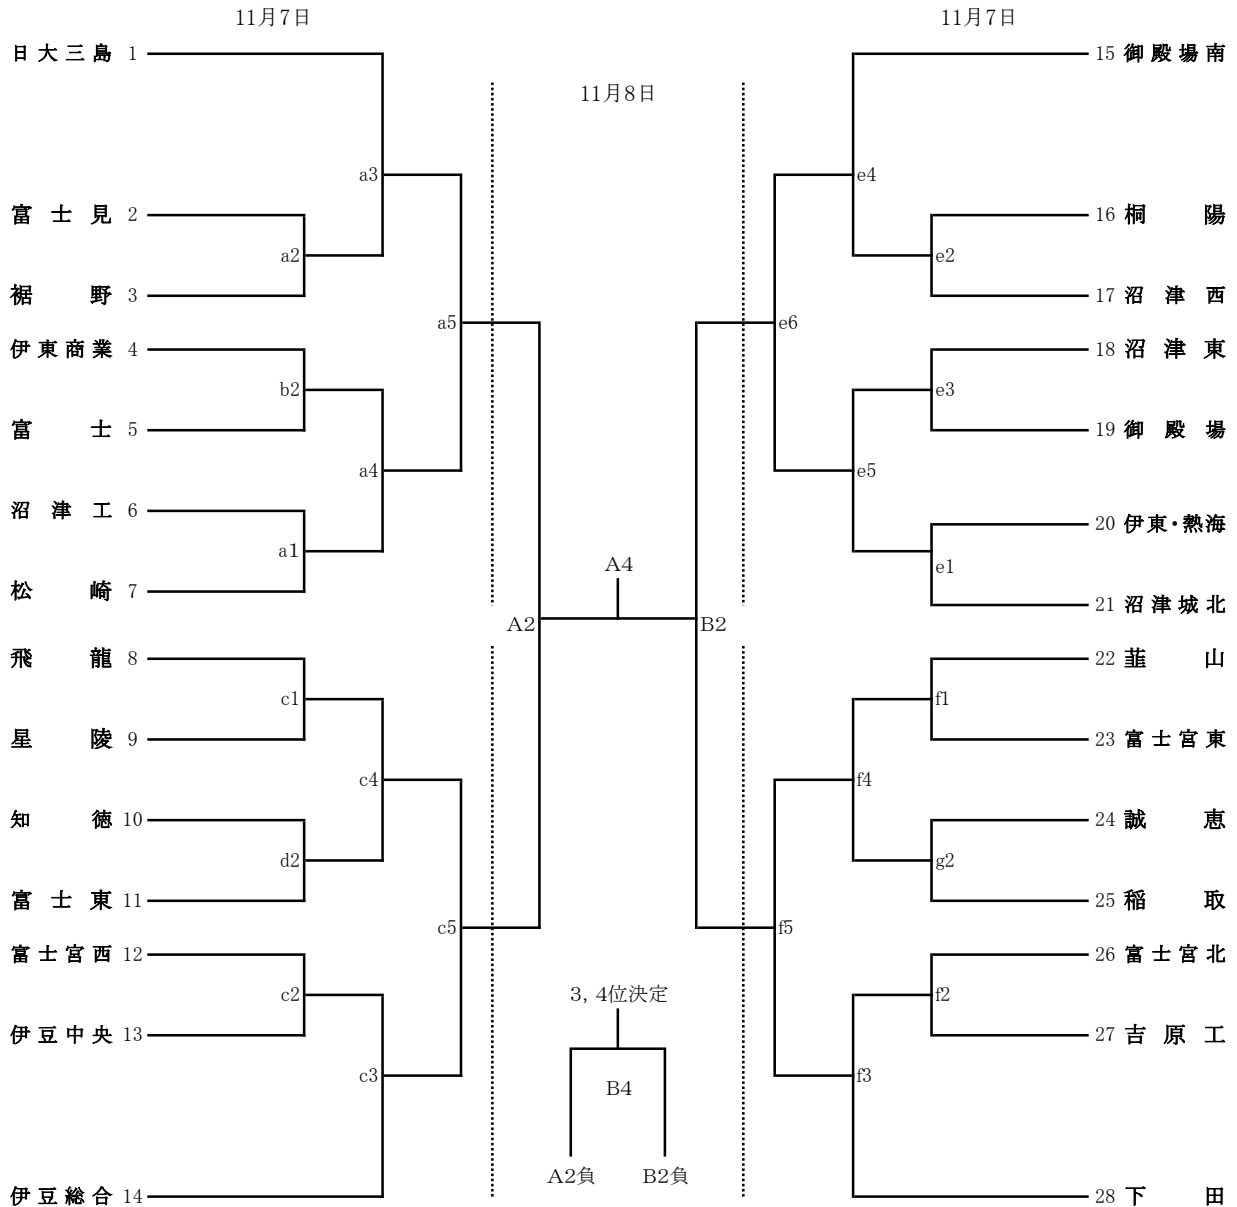 11月7日
11月7日
11月8日
日大三島 1
富士見 2
裾野 3
伊東商業 4
富士 5
沼津工 6
松崎 7
飛龍 8
星陵 9
知徳 10
富士東 11
富士宮西 12
伊豆中央 13
伊豆総合 14
a3
a2
a5
b2
a4
a1
c1
c4
d2
c5
c2
c3
A2
A4
B2
3, 4位決定
B4
A2負
B2負
e4
e2
e6
e3
e5
e1
f1
f4
g2
f5
f2
f3
15 御殿場南
16 桐陽
17 沼津西
18 沼津東
19 御殿場
20 伊東・熱海
21 沼津城北
22 韮山
23 富士宮東
24 誠恵
25 稲取
26 富士宮北
27 吉原工
28 下田